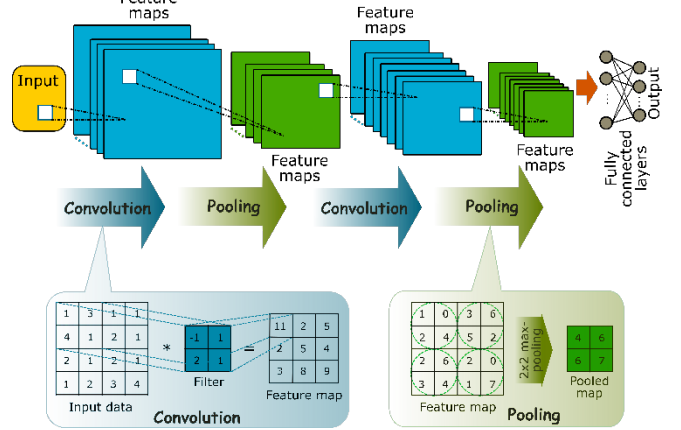 Feature
maps
Feature
maps
Input
Output
Feature
maps
Feature
maps
Fully
connected
layers
Convolution
Pooling
Convolution
Pooling
1 3 1 1
4 1 2 1
2 1 2 1
1 2 3 4
Input data
*
-1 1
2 1
Filter
=
11 2 5
2 5 4
3 8 9
Feature map
Convolution
1 0 3 6
2 4 5 2
6 2 6
3 4 1 7
Feature map
2x2 max-
pooling
4 6
6 7
Pooled
map
Pooling